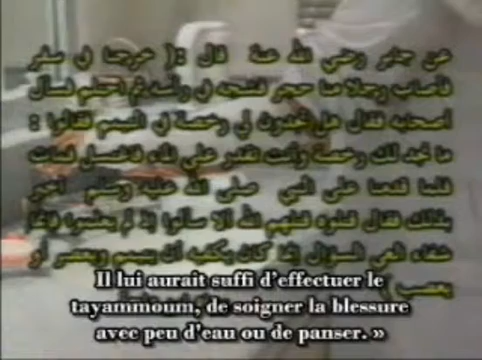 عن جابر رضي الله عنة قال :( خرجنا في سفر
فأصاب رجلا منا حجر فشجه في رأسه ثم احتلم فسأل
أصحابه فقال هل تجدون لي رخصة في التيمم فقالوا :
ما نجد لك رخصة وأنت تقدر علي الماء فاغتسل فمات
فلما قدمنا على النبي صلى الله عليه وسلم أخبر
بذلك فقال قتلوه قتلهم الله ألا سألوا إذ لم يعلموا فإنما
شفاء العي السؤال إنما كان يكفيه أن يتيمم ويعصر أو
يعصب
Il lui aurait suffi d'effectuer le
tayammoum, de soigner la blessure
avec peu d'eau ou de panser. »